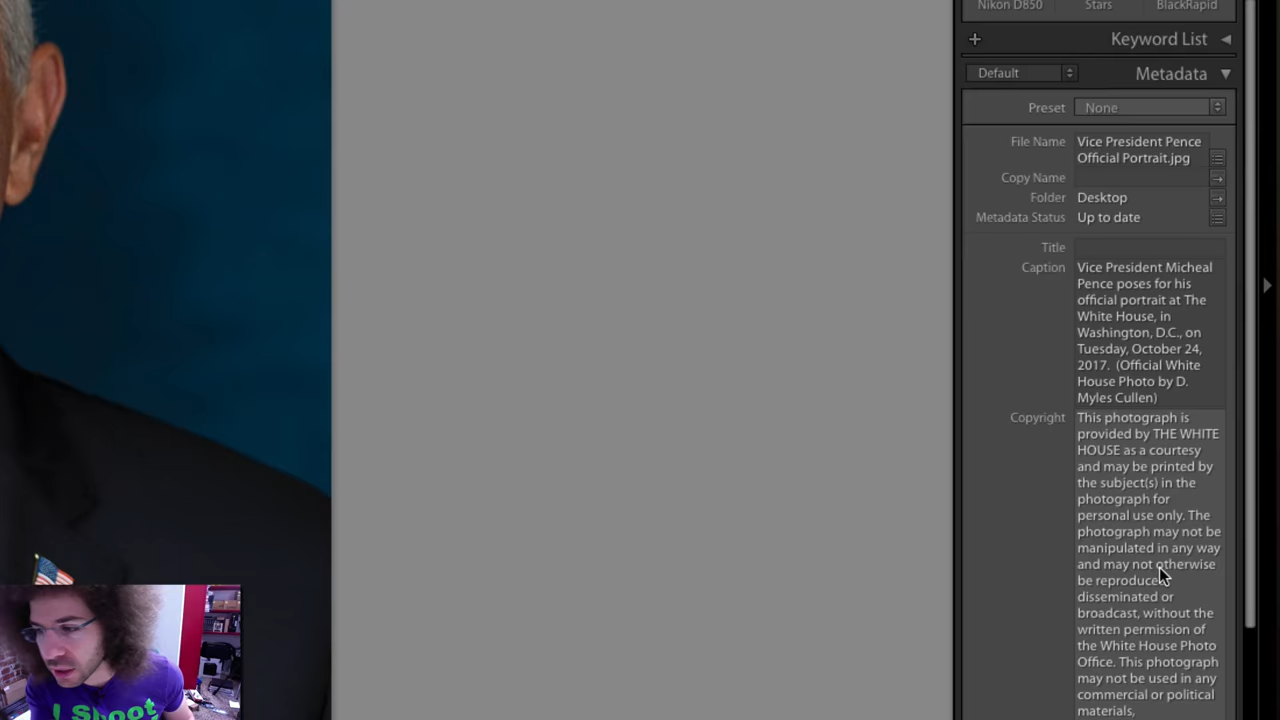 Nikon D850 Stars BlackRapid
+ Keyword List
Default Metadata
Preset None
File Name Vice President Pence
Official Portrait.jpg
Copy Name
Folder Desktop
Metadata Status Up to date
Title
Caption Vice President Micheal
Pence poses for his
official portrait at The
White House, in
Washington, D.C., on
Tuesday, October 24,
2017. (Official White
House Photo by D.
Myles Cullen)
Copyright This photograph is
provided by THE WHITE
HOUSE as a courtesy
and may be printed by
the subject(s) in the
photograph for
personal use only. The
photograph may not be
manipulated in any way
and may not otherwise
be reproduced,
disseminated or
broadcast, without the
written permission of
the White House Photo
Office. This photograph
may not be used in any
commercial or political
materials,
I Shoot